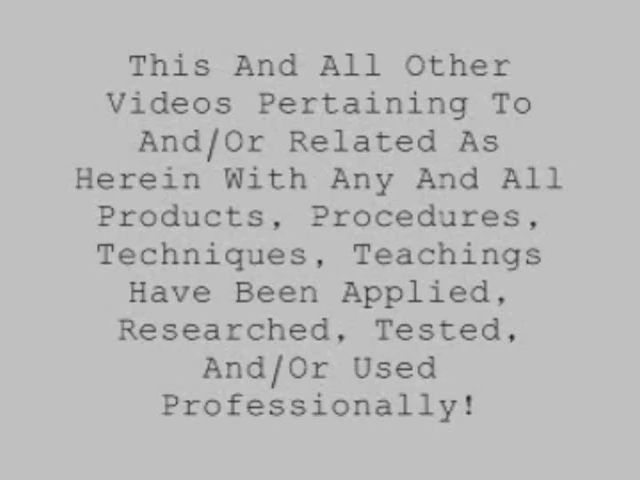 This And All Other
Videos Pertaining To
And/Or Related As
Herein With Any And All
Products, Procedures,
Techniques, Teachings
Have Been Applied,
Researched, Tested,
And/Or Used
Professionally!